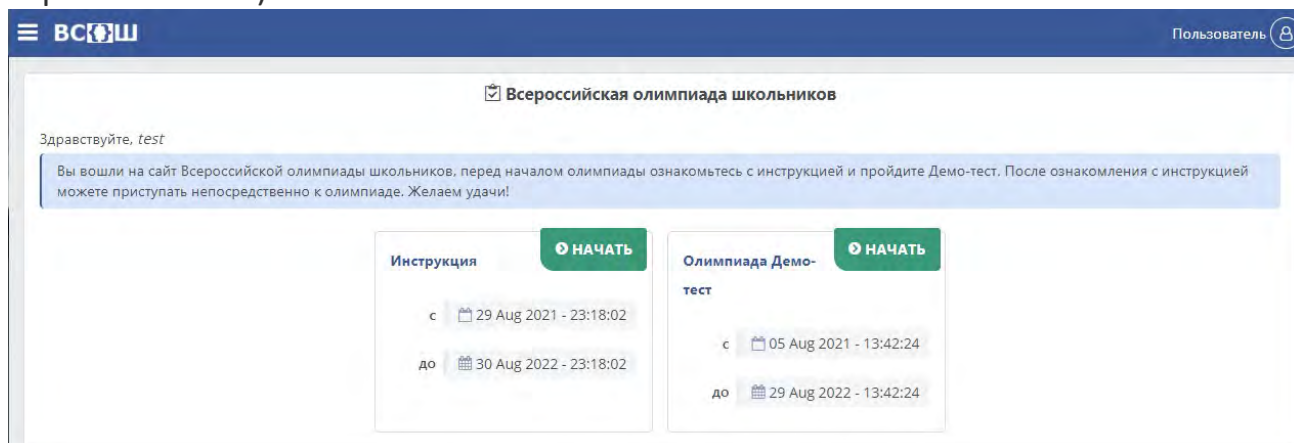 ВСОШ
Пользователь
Всероссийская олимпиада школьников
Здравствуйте, test
Вы вошли на сайт Всероссийской олимпиады школьников, перед началом олимпиады ознакомьтесь с инструкцией и пройдите Демо-тест. После ознакомления с инструкцией
можете приступать непосредственно к олимпиаде. Желаем удачи!
Инструкция
НАЧАТЬ
с 29 Aug 2021 - 23:18:02
до 30 Aug 2022 - 23:18:02
Олимпиада Демо-
тест
НАЧАТЬ
с 05 Aug 2021 - 13:42:24
до 29 Aug 2022 - 13:42:24